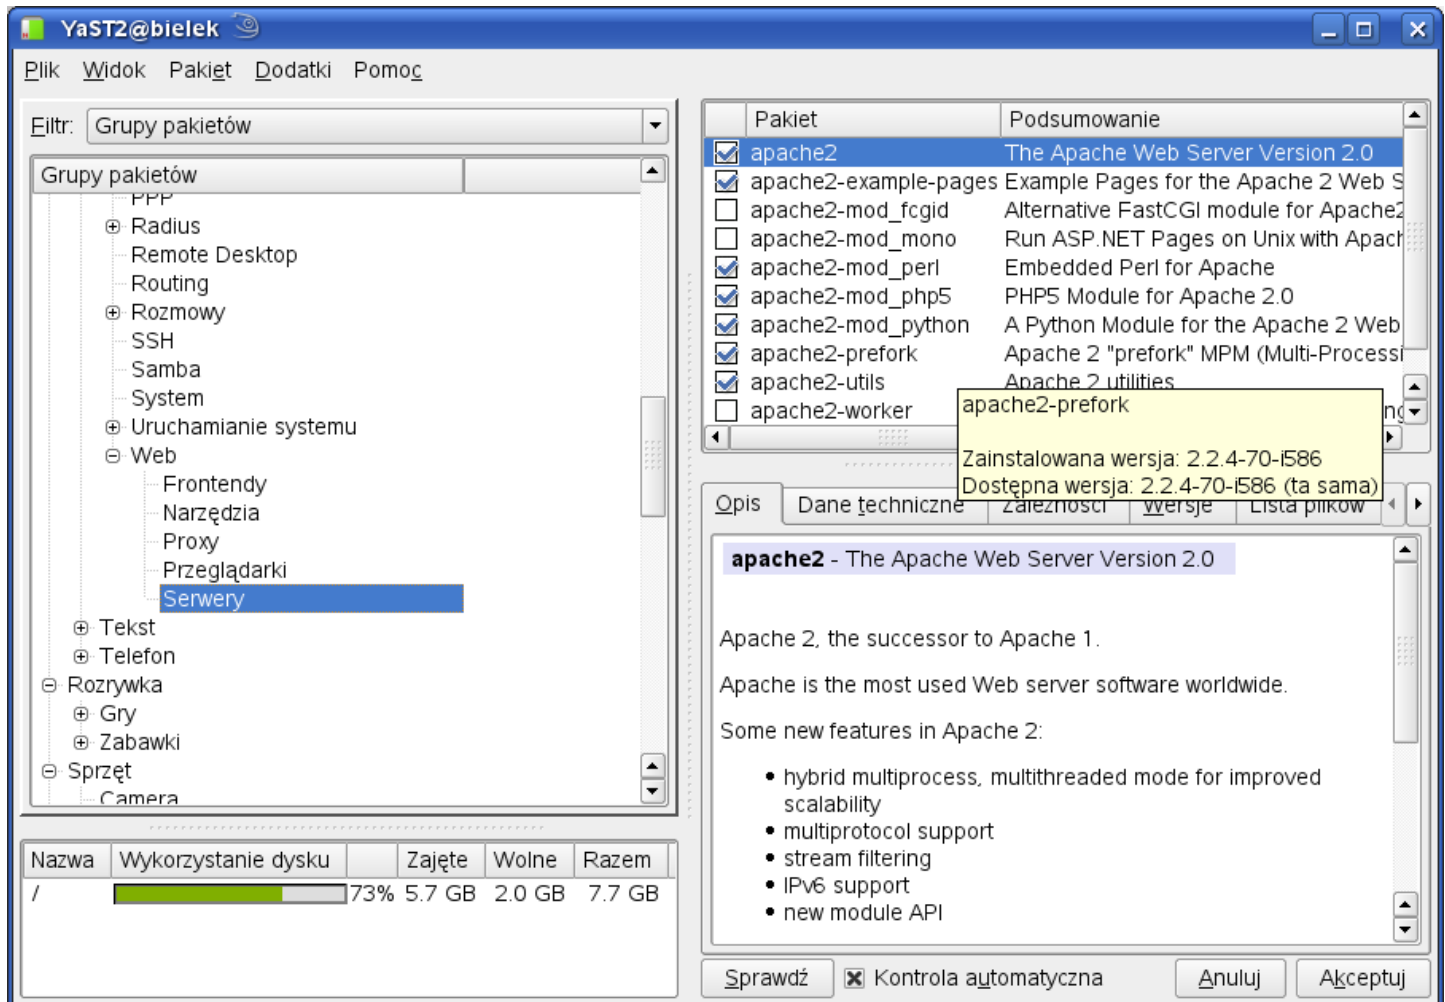 YaST2@bielek
Plik Widok Pakiet Dodatki Pomoc
Filtr: Grupy pakietów
Grupy pakietów
PPP
Radius
Remote Desktop
Routing
Rozmowy
SSH
Samba
System
Uruchamianie systemu
Web
Frontendy
Narzędzia
Proxy
Przeglądarki
Serwery
Tekst
Telefon
Rozrywka
Gry
Zabawki
Sprzęt
Camera
Nazwa Wykorzystanie dysku Zajęte Wolne Razem
/ 73% 5.7 GB 2.0 GB 7.7 GB
Pakiet Podsumowanie
apache2 The Apache Web Server Version 2.0
apache2-example-pages Example Pages for the Apache 2 Web S
apache2-mod_fcgid Alternative FastCGI module for Apache2
apache2-mod_mono Run ASP.NET Pages on Unix with Apach
apache2-mod_perl Embedded Perl for Apache
apache2-mod_php5 PHP5 Module for Apache 2.0
apache2-mod_python A Python Module for the Apache 2 Web
apache2-prefork Apache 2 "prefork" MPM (Multi-Processi
apache2-utils Apache 2 utilities
apache2-worker
apache2-prefork
Zainstalowana wersja: 2.2.4-70-i586
Dostępna wersja: 2.2.4-70-i586 (ta sama)
Opis Dane techniczne Zależności Wersje Lista plików
apache2 - The Apache Web Server Version 2.0
Apache 2, the successor to Apache 1.
Apache is the most used Web server software worldwide.
Some new features in Apache 2:
• hybrid multiprocess, multithreaded mode for improved
scalability
• multiprotocol support
• stream filtering
• IPv6 support
• new module API
Sprawdź Kontrola automatyczna Anuluj Akceptuj